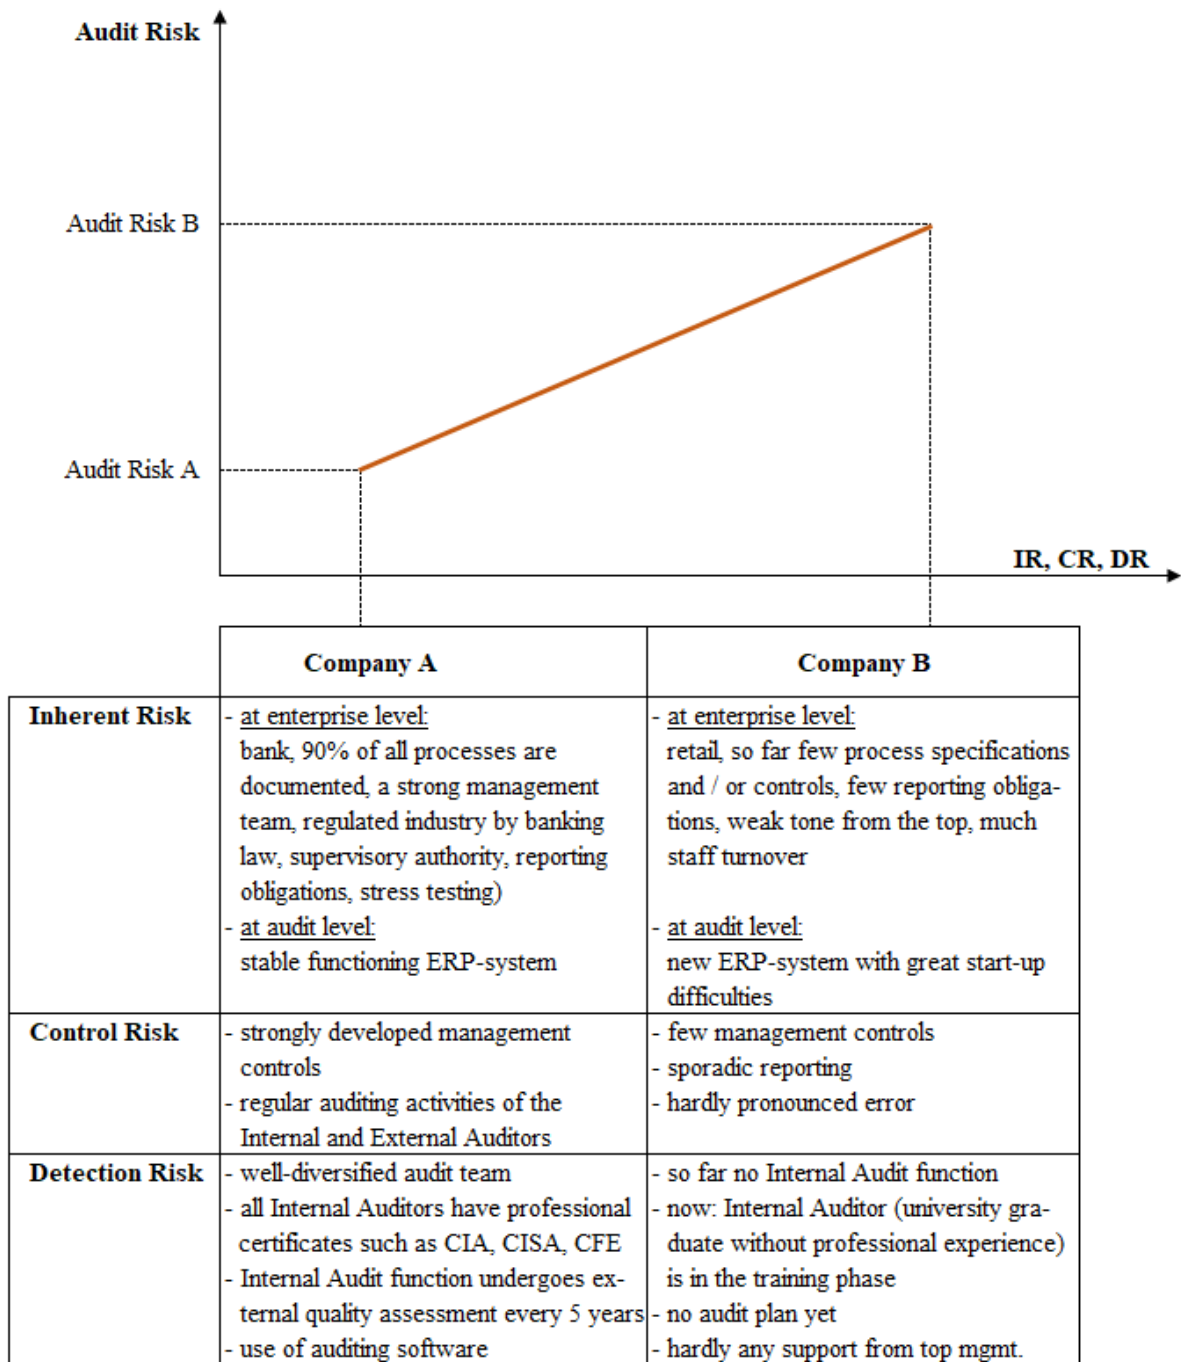 Audit Risk
Audit Risk B
Audit Risk A
IR, CR, DR
Company A
Company B
Inherent Risk
- at enterprise level:
bank, 90% of all processes are
documented, a strong management
team, regulated industry by banking
law, supervisory authority, reporting
obligations, stress testing)
- at audit level:
stable functioning ERP-system
- at enterprise level:
retail, so far few process specifications
and / or controls, few reporting obliga-
tions, weak tone from the top, much
staff turnover
- at audit level:
new ERP-system with great start-up
difficulties
Control Risk
- strongly developed management
controls
- regular auditing activities of the
Internal and External Auditors
- few management controls
- sporadic reporting
- hardly pronounced error
Detection Risk
- well-diversified audit team
- all Internal Auditors have professional
certificates such as CIA, CISA, CFE
- Internal Audit function undergoes ex-
ternal quality assessment every 5 years
- use of auditing software
- so far no Internal Audit function
- now: Internal Auditor (university gra-
duate without professional experience)
is in the training phase
- no audit plan yet
- hardly any support from top mgmt.